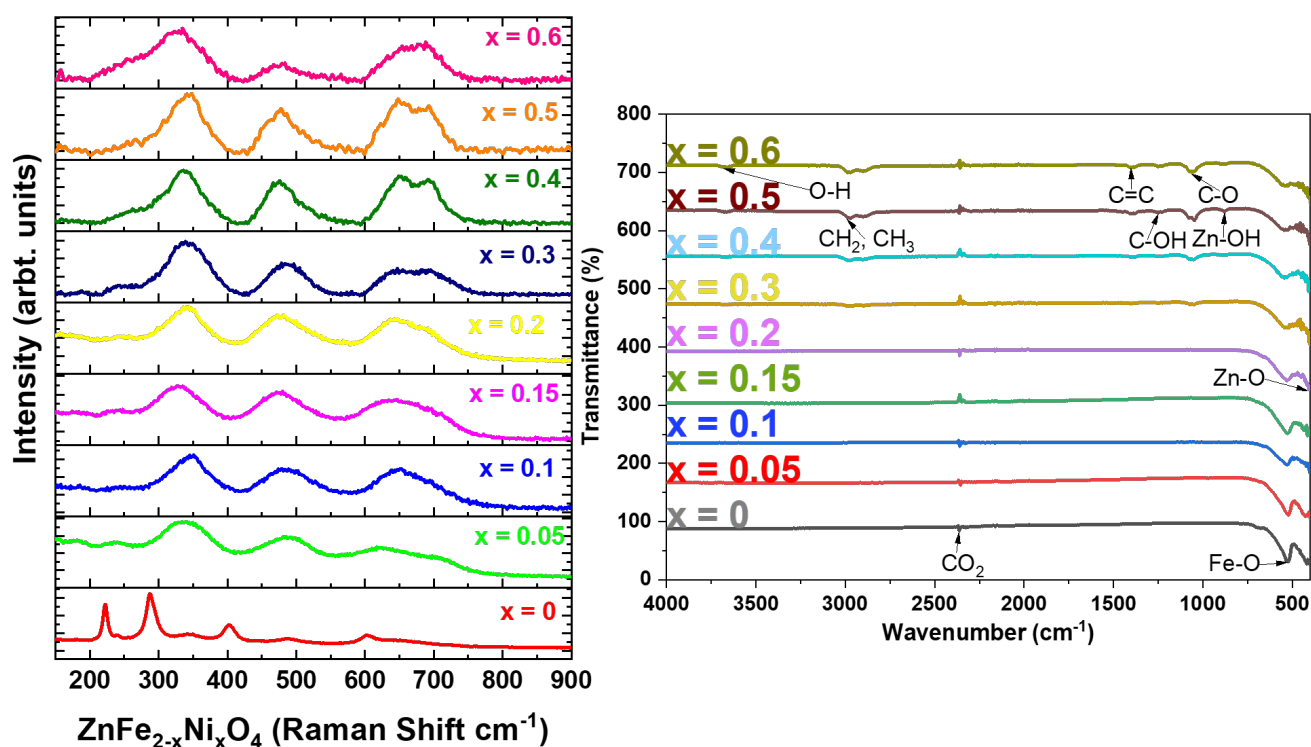 Intensity (arbt. units)
x = 0.6
x = 0.5
x = 0.4
x = 0.3
x = 0.2
x = 0.15
x = 0.1
x = 0.05
x = 0
200 300 400 500 600 700 800 900
ZnFe₂₋ₓNiₓO₄ (Raman Shift cm⁻¹)
Transmittance (%)
800
700
600
500
400
300
200
100
0
x = 0.6
O-H
C=C
C-O
x = 0.5
CH₂, CH₃
C-OH
Zn-OH
x = 0.4
x = 0.3
x = 0.2
Zn-O
x = 0.15
x = 0.1
x = 0.05
x = 0
CO₂
Fe-O
4000 3500 3000 2500 2000 1500 1000 500
Wavenumber (cm⁻¹)